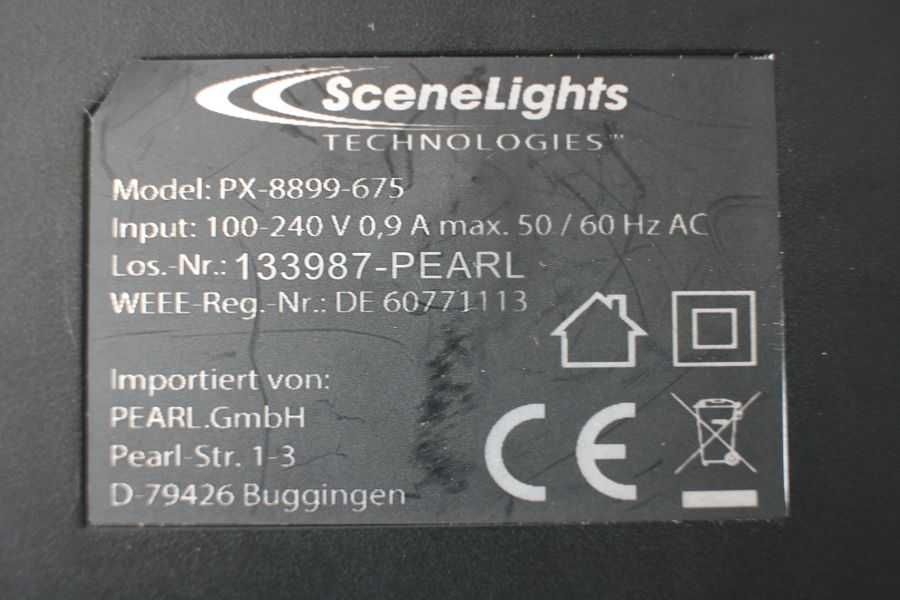 SceneLights
TECHNOLOGIES™
Model: PX-8899-675
Input: 100-240 V 0,9 A max. 50 / 60 Hz AC
Los.-Nr.: 133987-PEARL
WEEE-Reg.-Nr.: DE 60771113
Importiert von:
PEARL.GmbH
Pearl-Str. 1-3
D-79426 Buggingen
CE